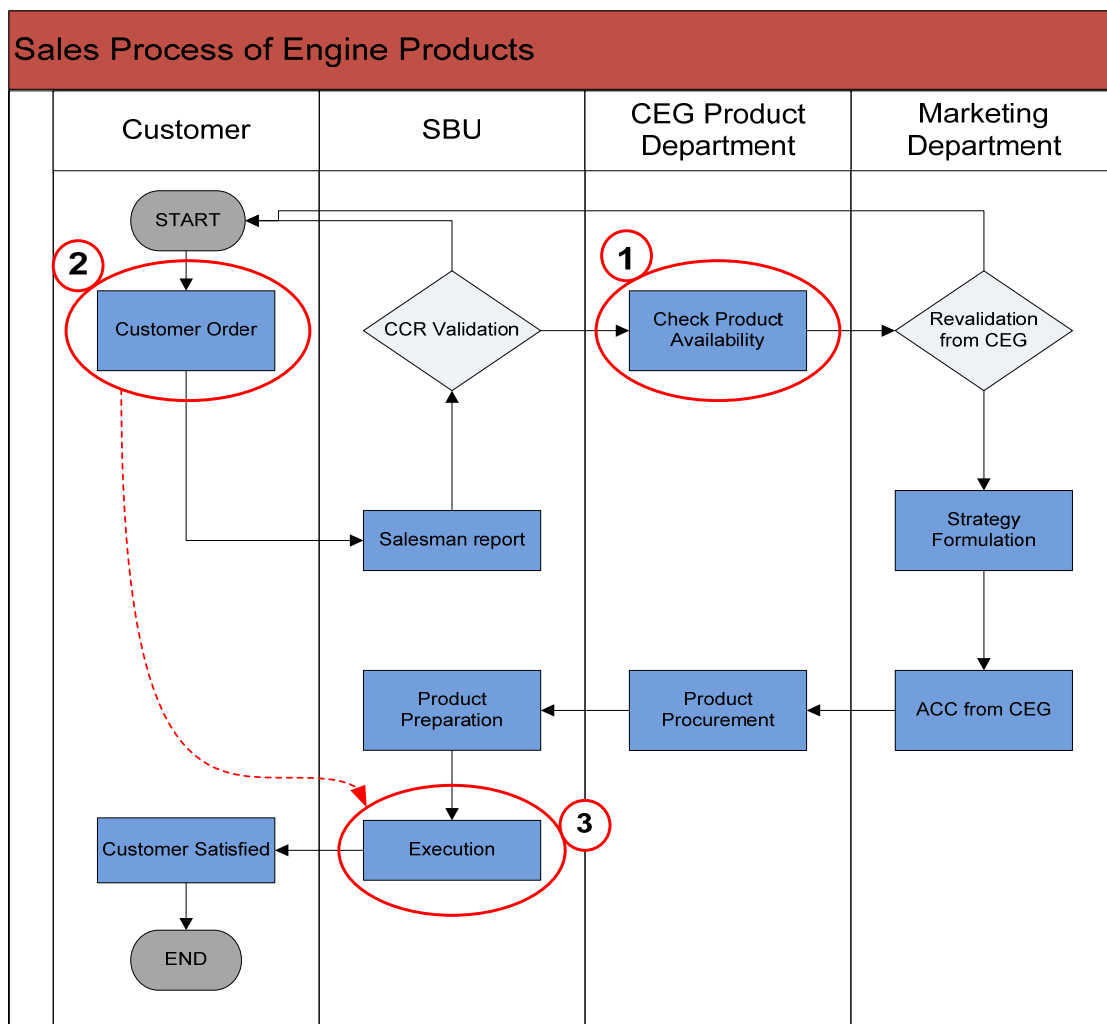 Sales Process of Engine Products
Customer
SBU
CEG Product
Department
Marketing
Department
START
2
1
Customer Order
CCR Validation
Check Product
Availability
Revalidation
from CEG
Salesman report
Strategy
Formulation
Product
Preparation
Product
Procurement
ACC from CEG
3
Customer Satisfied
Execution
END